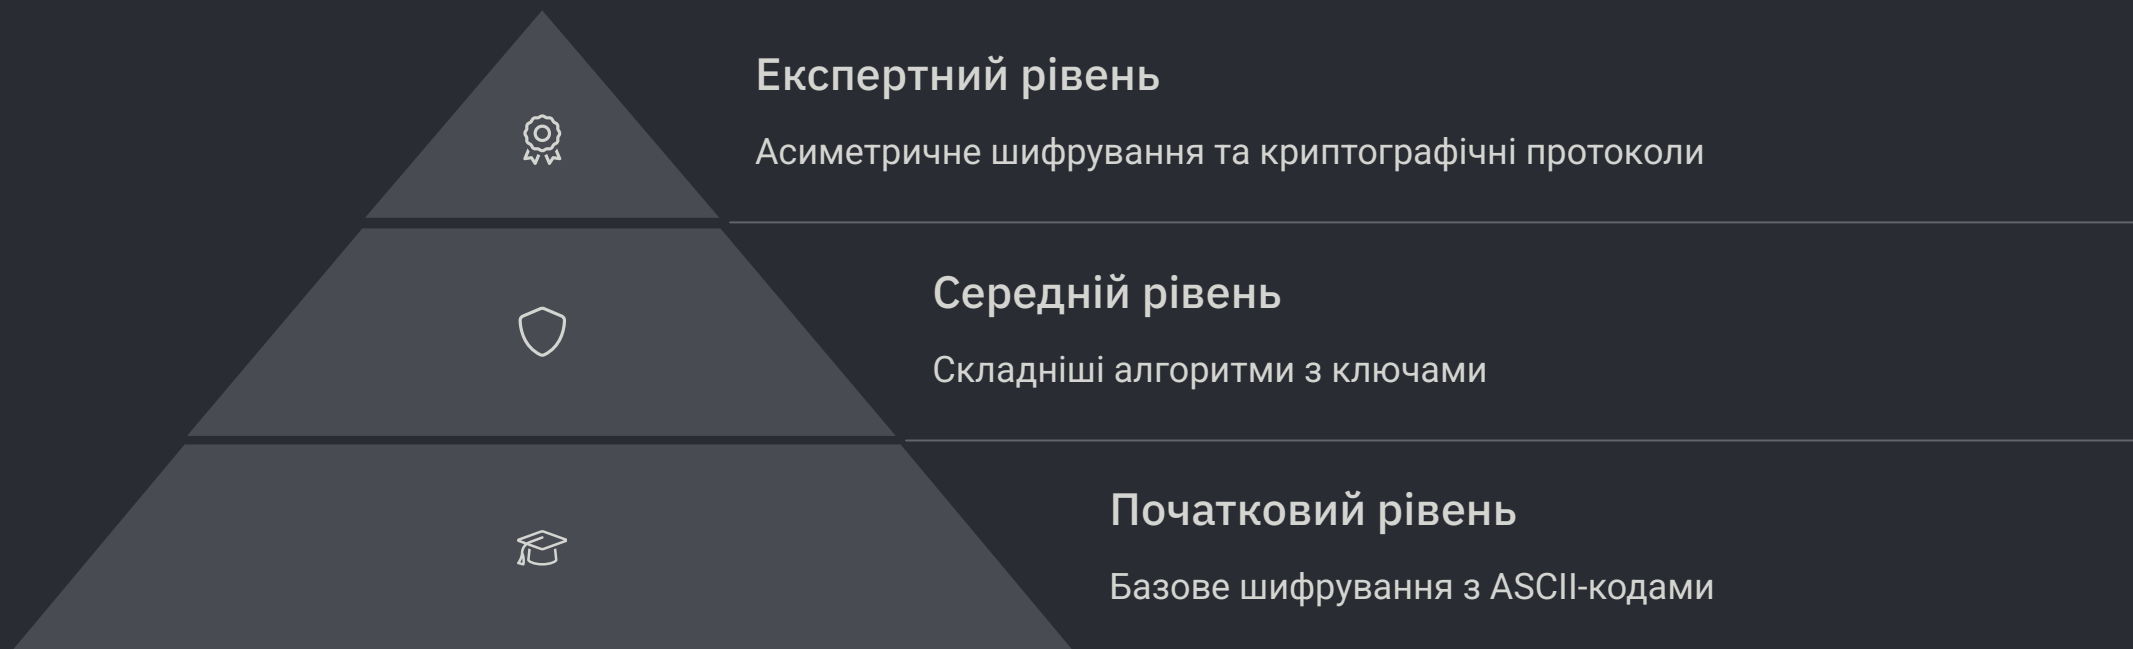 Експертний рівень
Асиметричне шифрування та криптографічні протоколи
Середній рівень
Складніші алгоритми з ключами
Початковий рівень
Базове шифрування з ASCII-кодами